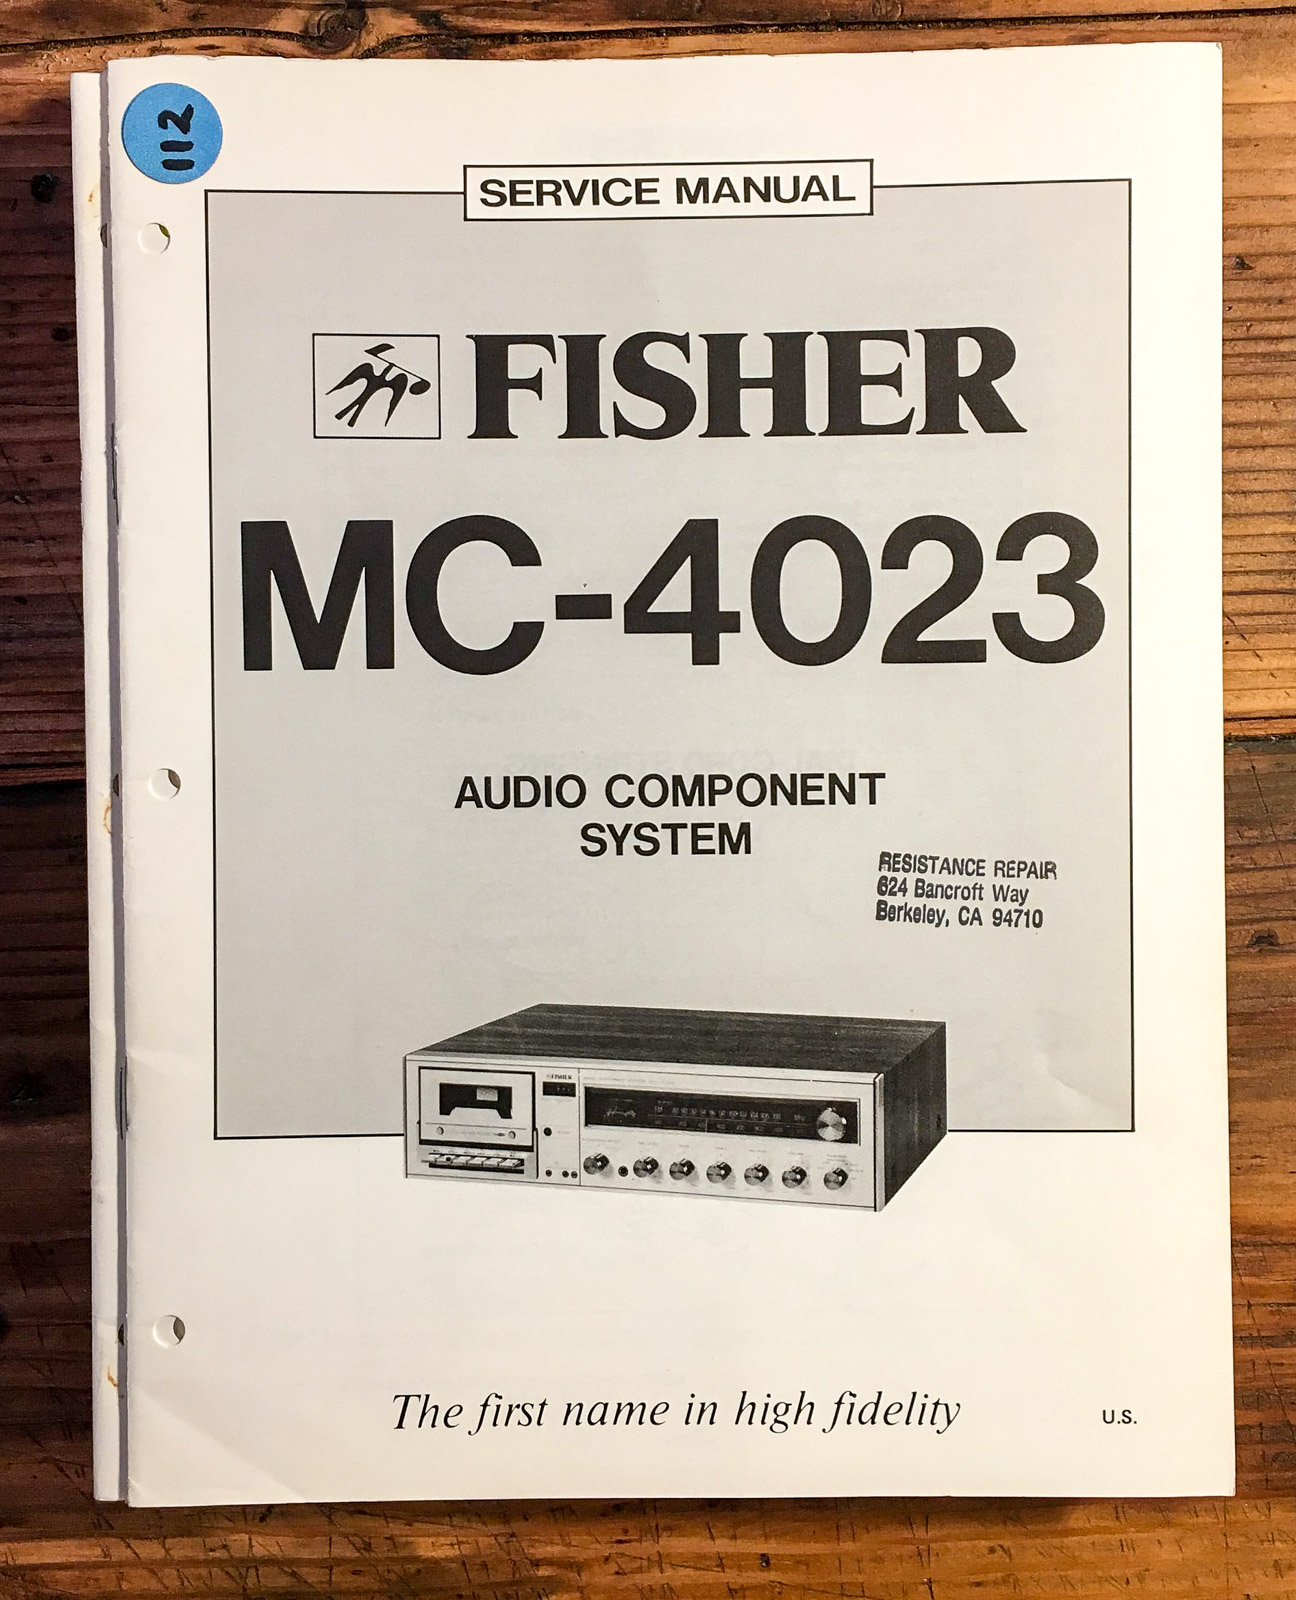 112
SERVICE MANUAL
FISHER
MC-4023
AUDIO COMPONENT
SYSTEM
RESISTANCE REPAIR
624 Bancroft Way
Berkeley, CA 94710
FISHER
The first name in high fidelity
U.S.